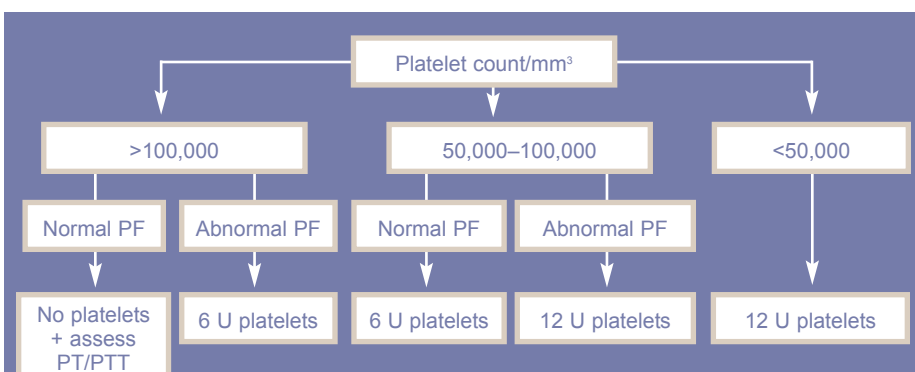 Platelet count/mm³
>100,000
50,000–100,000
<50,000
Normal PF
Abnormal PF
Normal PF
Abnormal PF
No platelets
+ assess
PT/PTT
6 U platelets
6 U platelets
12 U platelets
12 U platelets